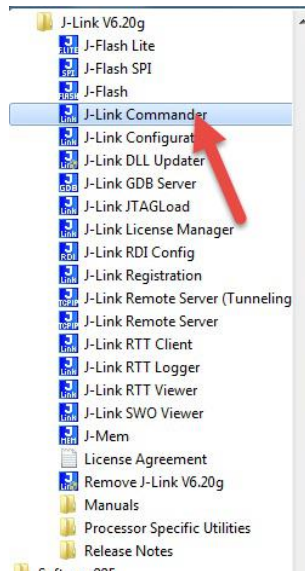 J-Link V6.20g
J-Flash Lite
J-Flash SPI
J-Flash
J-Link Commander
J-Link Configurat
J-Link DLL Updater
J-Link GDB Server
J-Link JTAGLoad
J-Link License Manager
J-Link RDI Config
J-Link Registration
J-Link Remote Server (Tunneling
J-Link Remote Server
J-Link RTT Client
J-Link RTT Logger
J-Link RTT Viewer
J-Link SWO Viewer
J-Mem
License Agreement
Remove J-Link V6.20g
Manuals
Processor Specific Utilities
Release Notes